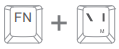 FN + \ |
M